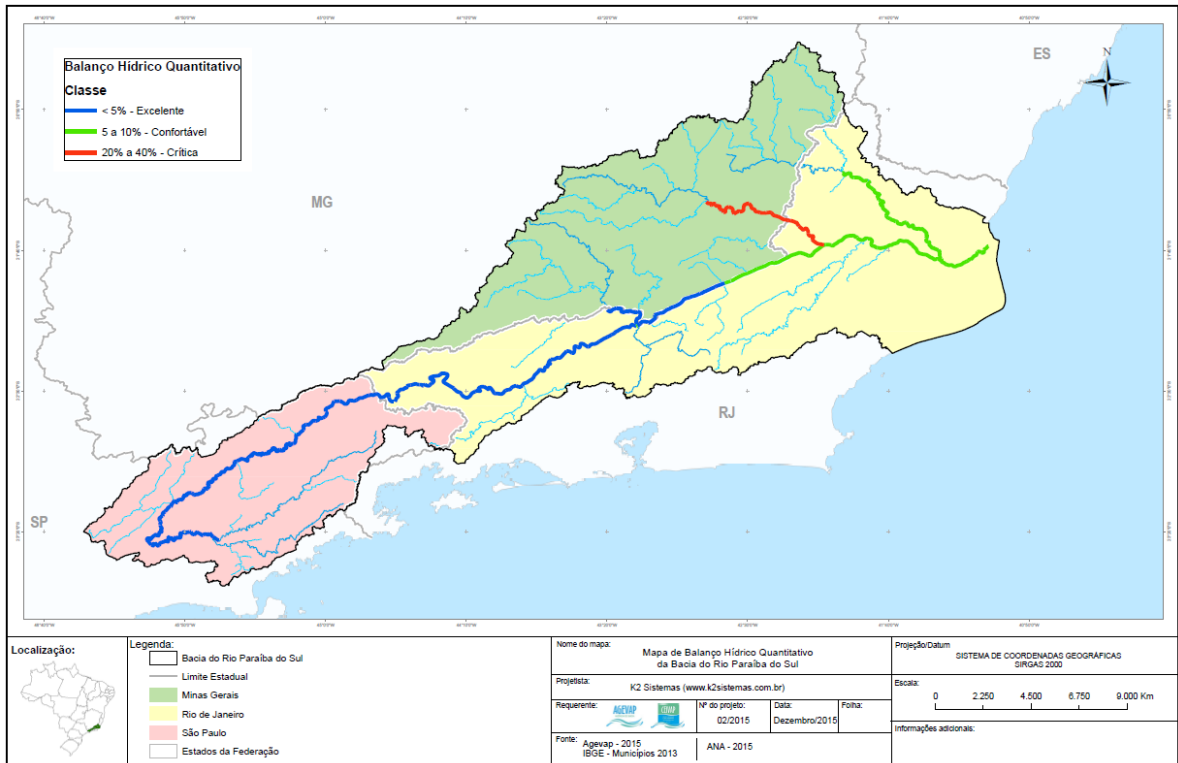 Balanço Hídrico Quantitativo
Classe
< 5% - Excelente
5 a 10% - Confortável
20% a 40% - Crítica
N
ES
MG
RJ
SP
Localização:
Legenda:
Bacia do Rio Paraíba do Sul
Limite Estadual
Minas Gerais
Rio de Janeiro
São Paulo
Estados da Federação
Nome do mapa:
Mapa de Balanço Hídrico Quantitativo
da Bacia do Rio Paraíba do Sul
Projetista:
K2 Sistemas (www.k2sistemas.com.br)
Requerente:
AGEVAP
Nº do projeto:
02/2015
Data:
Dezembro/2015
Folha:
Fonte:
Agevap - 2015
IBGE - Municípios 2013
ANA - 2015
Projeção/Datum
SISTEMA DE COORDENADAS GEOGRÁFICAS
SIRGAS 2000
Escala:
0 2.250 4.500 6.750 9.000 Km
Informações adicionais: